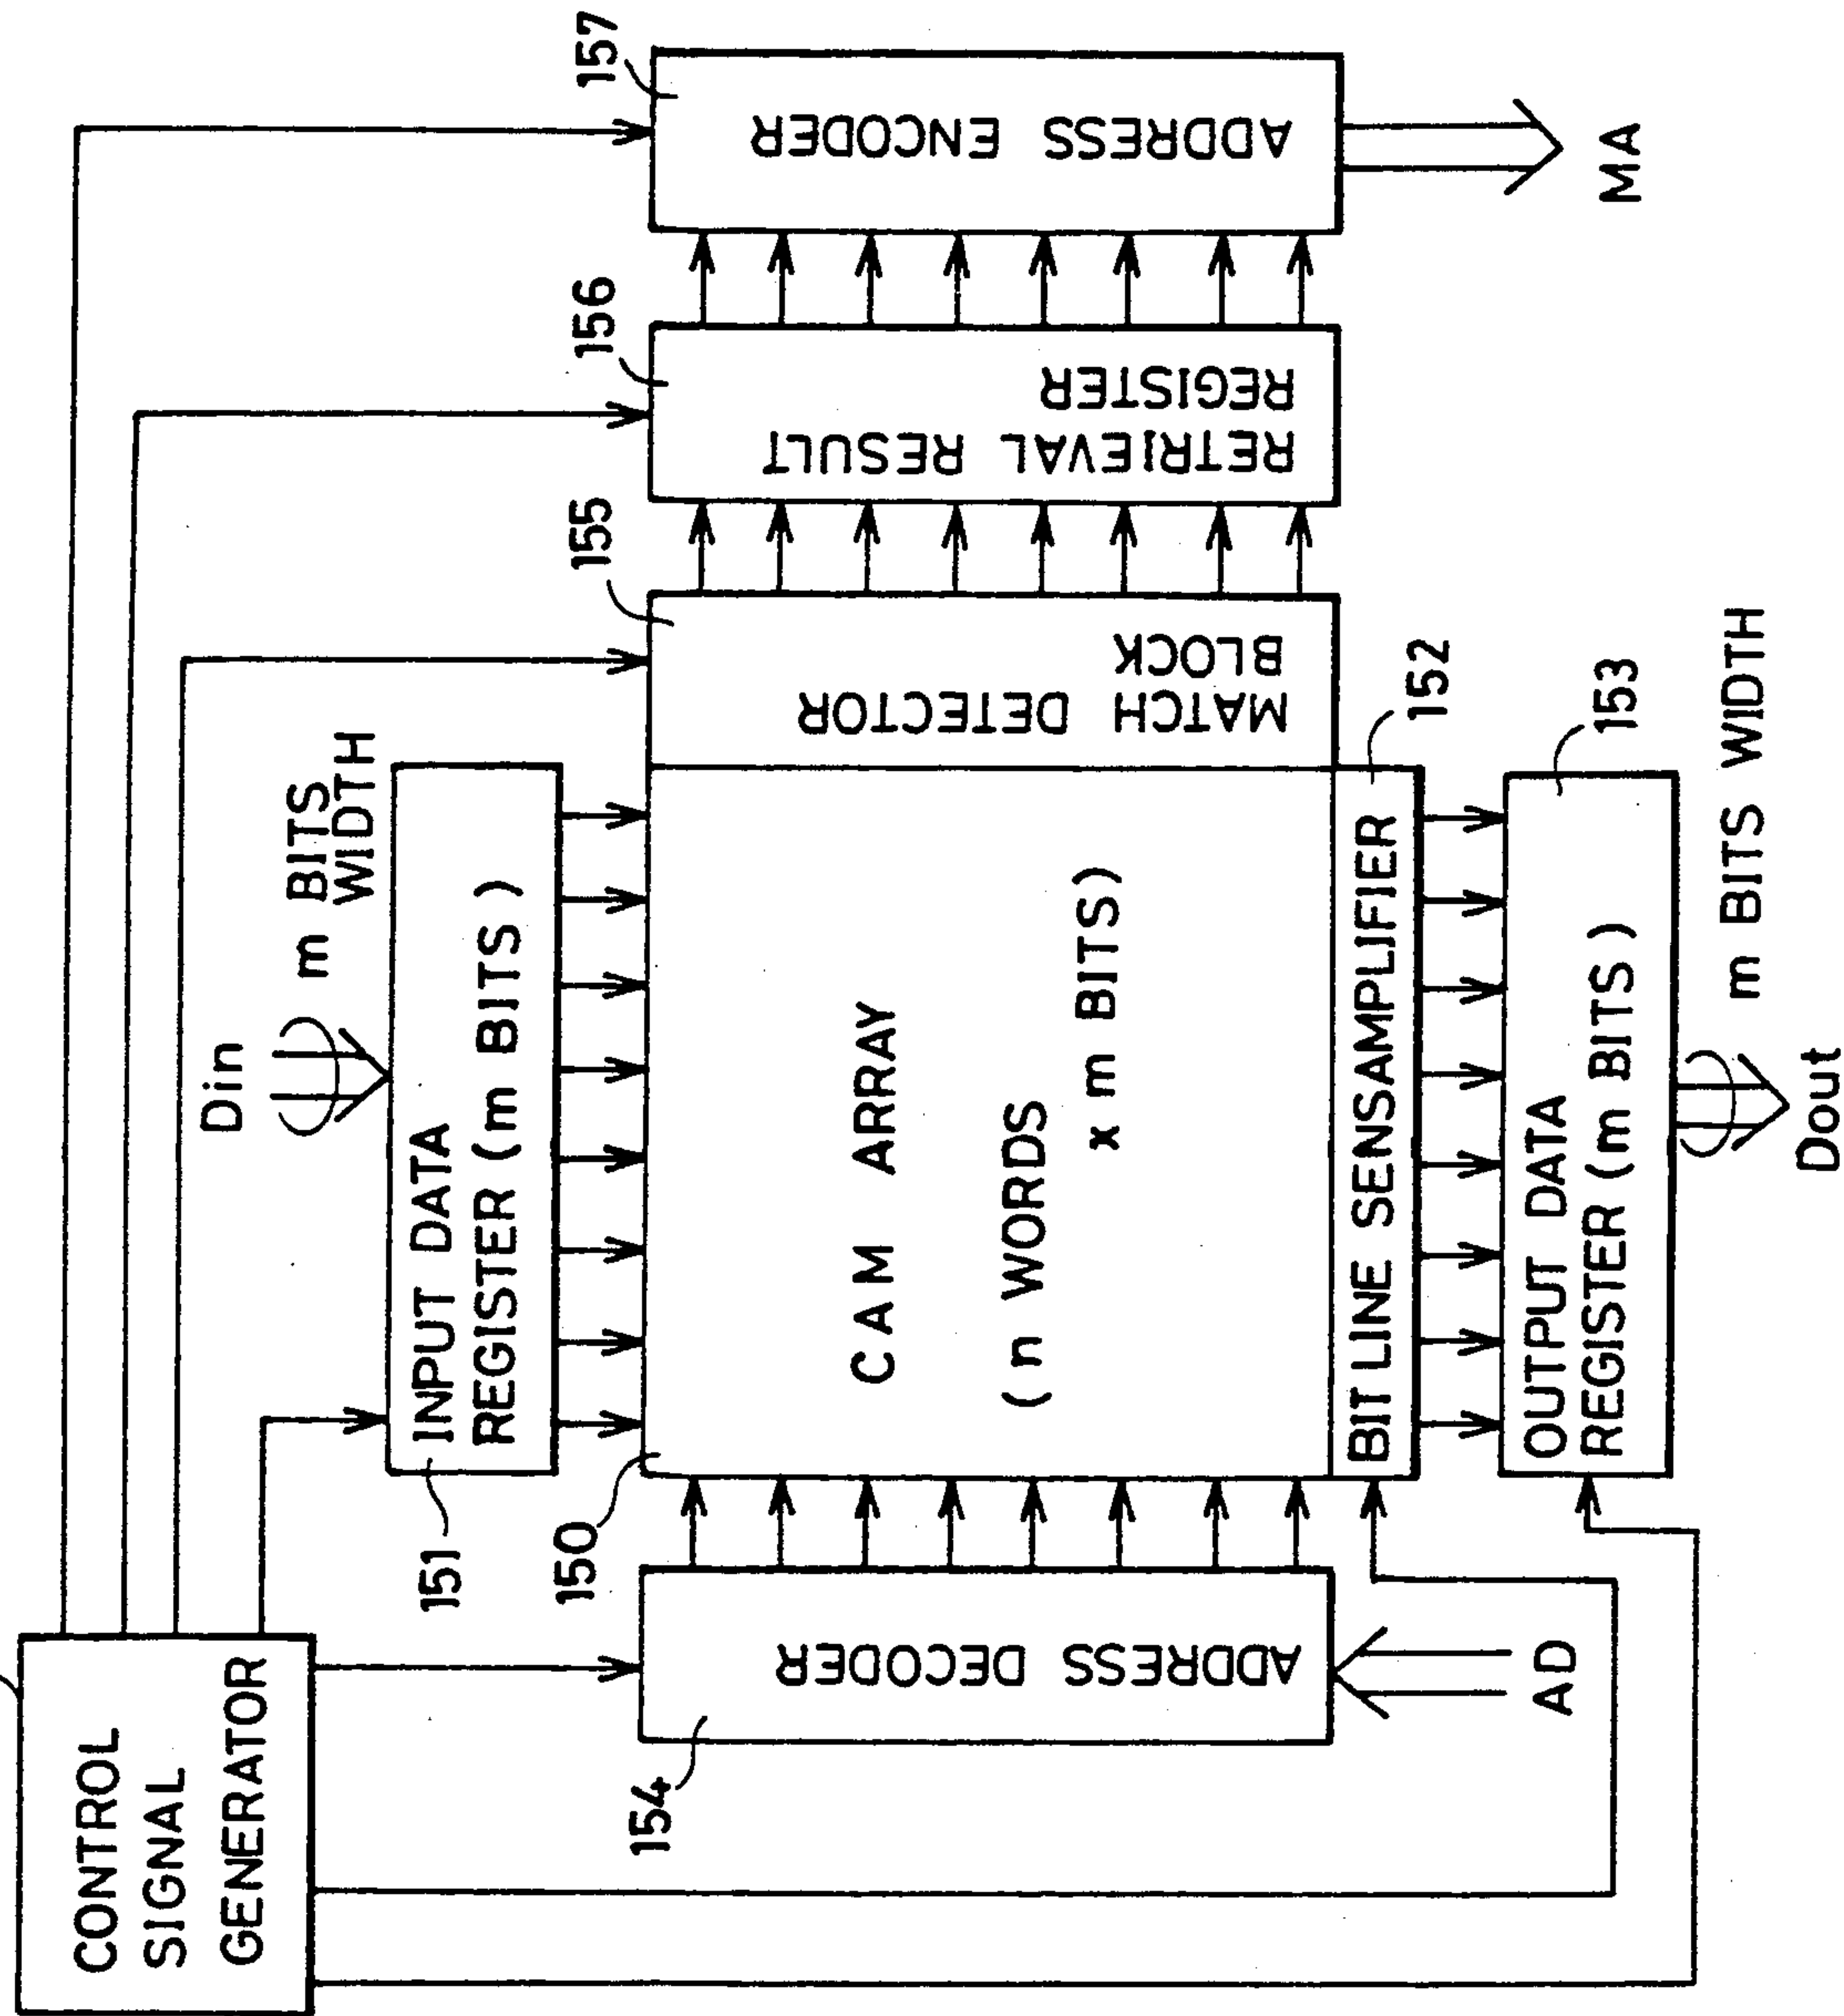 CONTROL
SIGNAL
GENERATOR
Din
m BITS
WIDTH
151
INPUT DATA
REGISTER (m BITS)
150
CAM ARRAY
(n WORDS
x m BITS)
154
ADDRESS DECODER
AD
155
MATCH DETECTOR
BLOCK
156
RETRIEVAL RESULT
REGISTER
157
ADDRESS ENCODER
MA
152
BIT LINE SENSAMPLIFIER
153
OUTPUT DATA
REGISTER (m BITS)
m BITS WIDTH
Dout